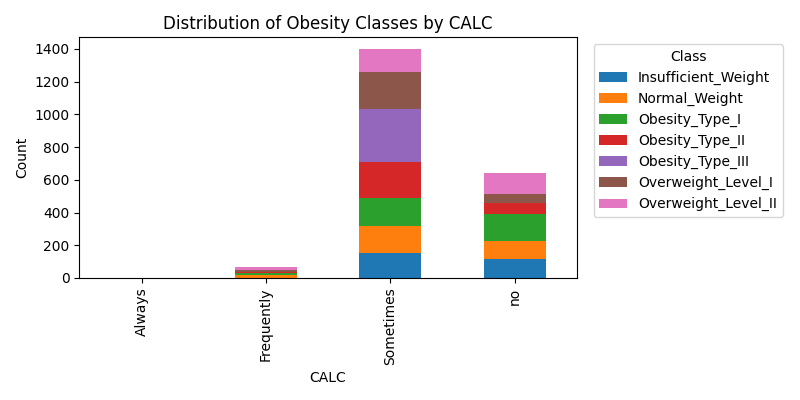 Distribution of Obesity Classes by CALC
Count
1400
1200
1000
800
600
400
200
0
Always
Frequently
Sometimes
no
CALC
Class
Insufficient_Weight
Normal_Weight
Obesity_Type_I
Obesity_Type_II
Obesity_Type_III
Overweight_Level_I
Overweight_Level_II